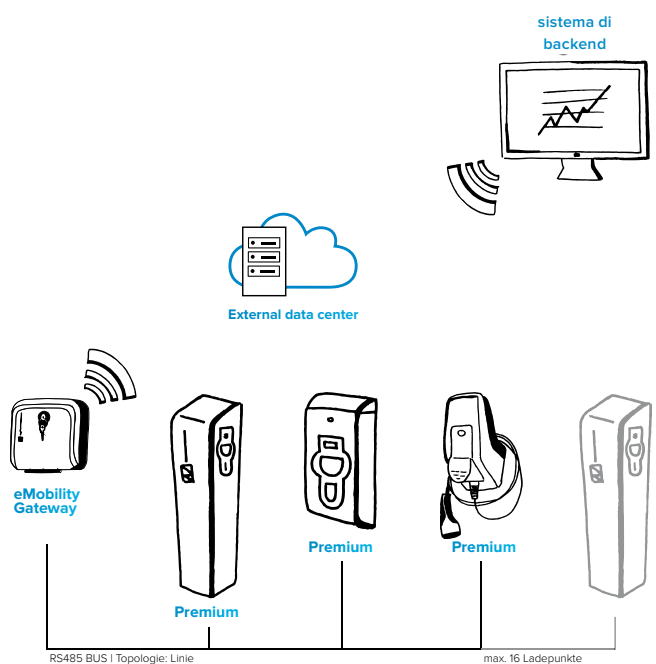 sistema di
backend
External data center
eMobility
Gateway
Premium
Premium
Premium
RS485 BUS | Topologie: Linie
max. 16 Ladepunkte